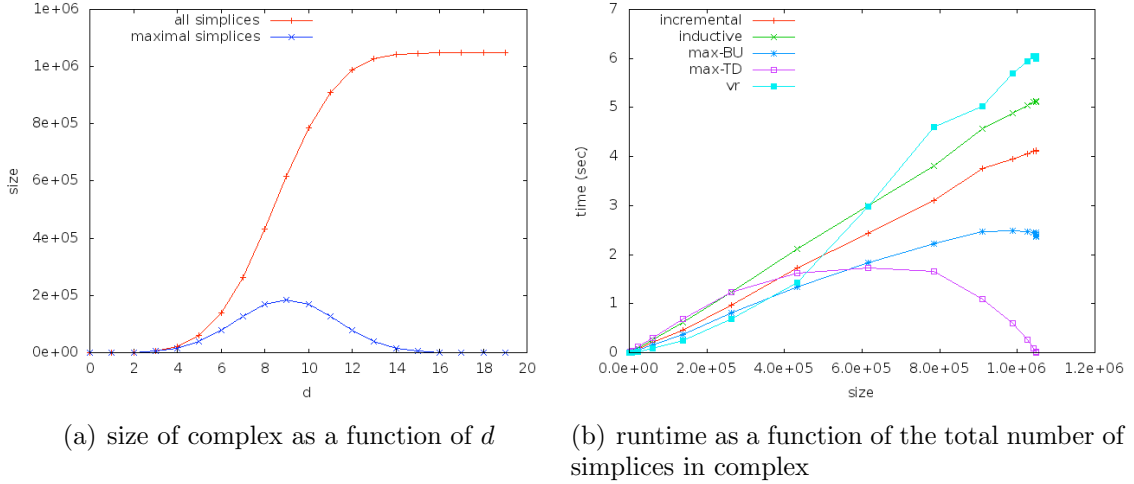 1e+06
1e+06
8e+05
6e+05
4e+05
2e+05
0e+00
size
all simplices
maximal simplices
0 2 4 6 8 10 12 14 16 18 20
d
(a) size of complex as a function of d
7
6
5
4
3
2
1
0
time (sec)
incremental
inductive
max-BU
max-TD
vr
0.0e+00 2.0e+05 4.0e+05 6.0e+05 8.0e+05 1.0e+06 1.2e+06
size
(b) runtime as a function of the total number of
simplices in complex